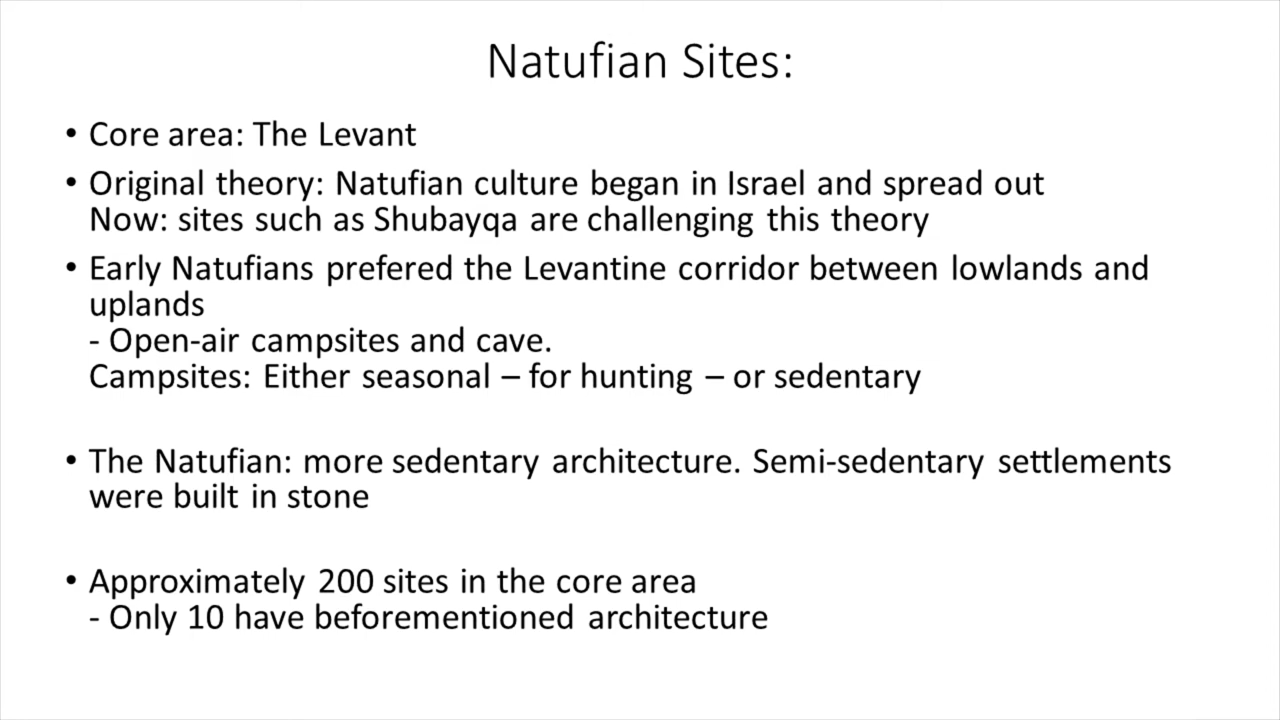 Natufian Sites:
• Core area: The Levant
• Original theory: Natufian culture began in Israel and spread out
Now: sites such as Shubayqa are challenging this theory
• Early Natufians prefered the Levantine corridor between lowlands and
uplands
- Open-air campsites and cave.
Campsites: Either seasonal – for hunting – or sedentary
• The Natufian: more sedentary architecture. Semi-sedentary settlements
were built in stone
• Approximately 200 sites in the core area
- Only 10 have beforementioned architecture